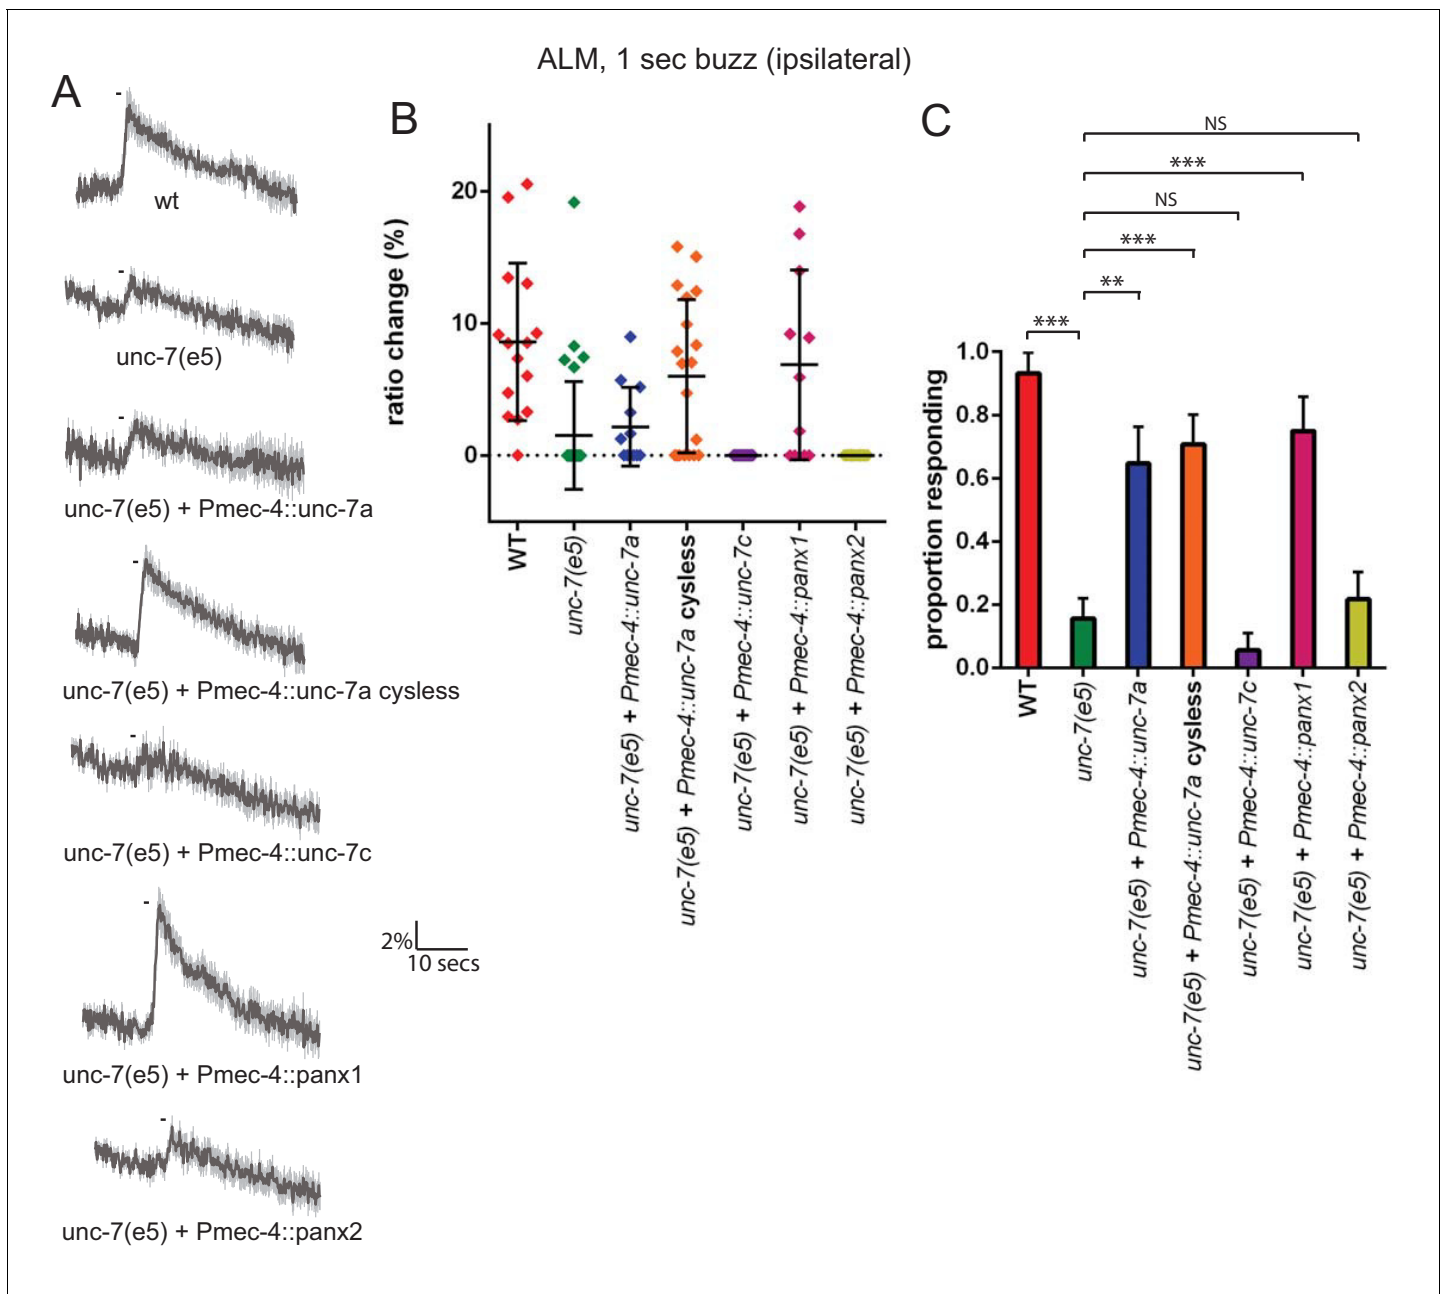 ALM, 1 sec buzz (ipsilateral)
A
wt
unc-7(e5)
unc-7(e5) + Pmec-4::unc-7a
unc-7(e5) + Pmec-4::unc-7a cysless
unc-7(e5) + Pmec-4::unc-7c
unc-7(e5) + Pmec-4::panx1
unc-7(e5) + Pmec-4::panx2
2%
10 secs
B
ratio change (%)
20
10
0
WT
unc-7(e5)
unc-7(e5) + Pmec-4::unc-7a
unc-7(e5) + Pmec-4::unc-7a cysless
unc-7(e5) + Pmec-4::unc-7c
unc-7(e5) + Pmec-4::panx1
unc-7(e5) + Pmec-4::panx2
C
NS
***
NS
***
**
***
proportion responding
1.0
0.8
0.6
0.4
0.2
0.0
WT
unc-7(e5)
unc-7(e5) + Pmec-4::unc-7a
unc-7(e5) + Pmec-4::unc-7a cysless
unc-7(e5) + Pmec-4::unc-7c
unc-7(e5) + Pmec-4::panx1
unc-7(e5) + Pmec-4::panx2